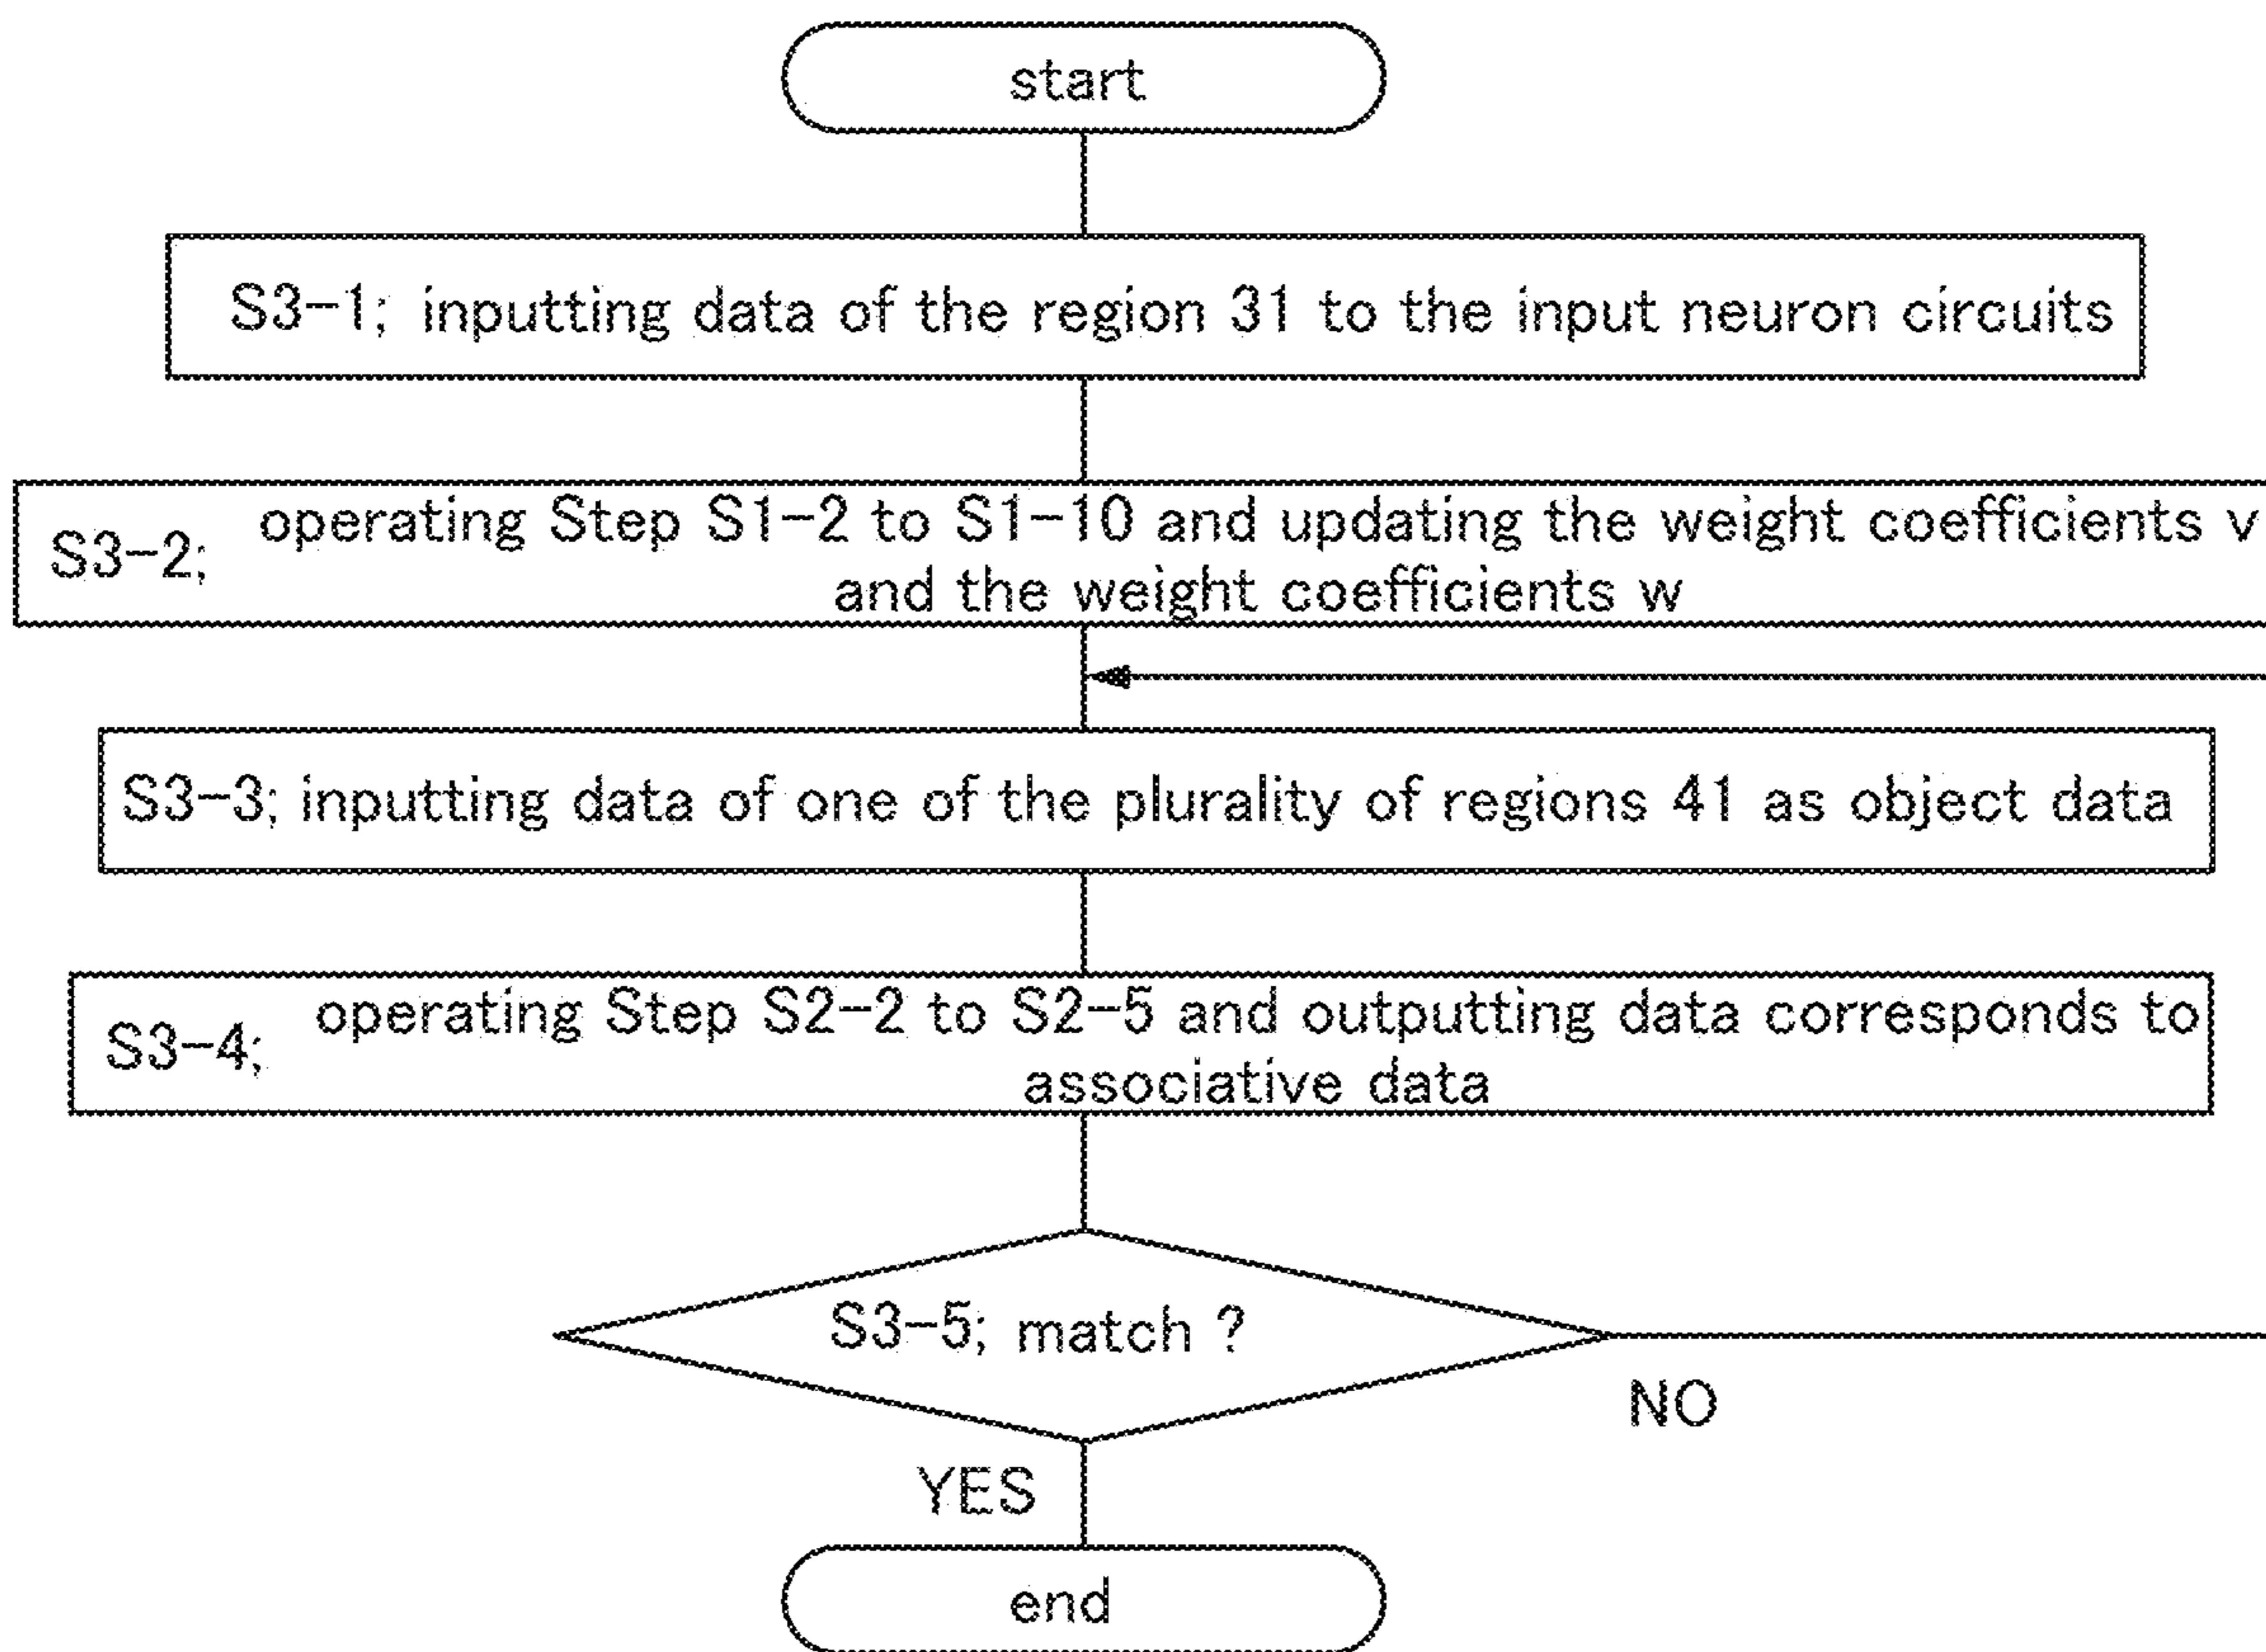 start
S3-1; inputting data of the region 31 to the input neuron circuits
S3-2; operating Step S1-2 to S1-10 and updating the weight coefficients v
and the weight coefficients w
S3-3; inputting data of one of the plurality of regions 41 as object data
S3-4; operating Step S2-2 to S2-5 and outputting data corresponds to
associative data
S3-5; match ?
NO
YES
end